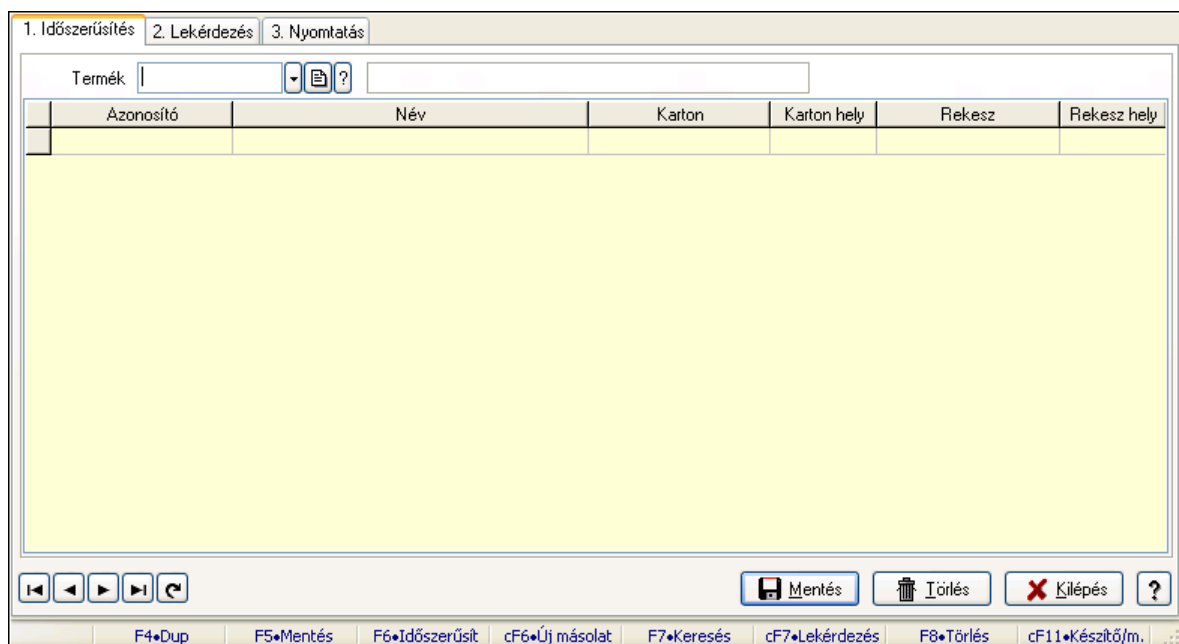 1. Időszerűsítés 2. Lekérdezés 3. Nyomtatás
Termék ?
Azonosító Név Karton Karton hely Rekesz Rekesz hely
Mentés Törlés Kilépés ?
F4•Dup F5•Mentés F6•Időszerűsít cF6•Új másolat F7•Keresés cF7•Lekérdezés F8•Törlés cF11•Készítő/m.